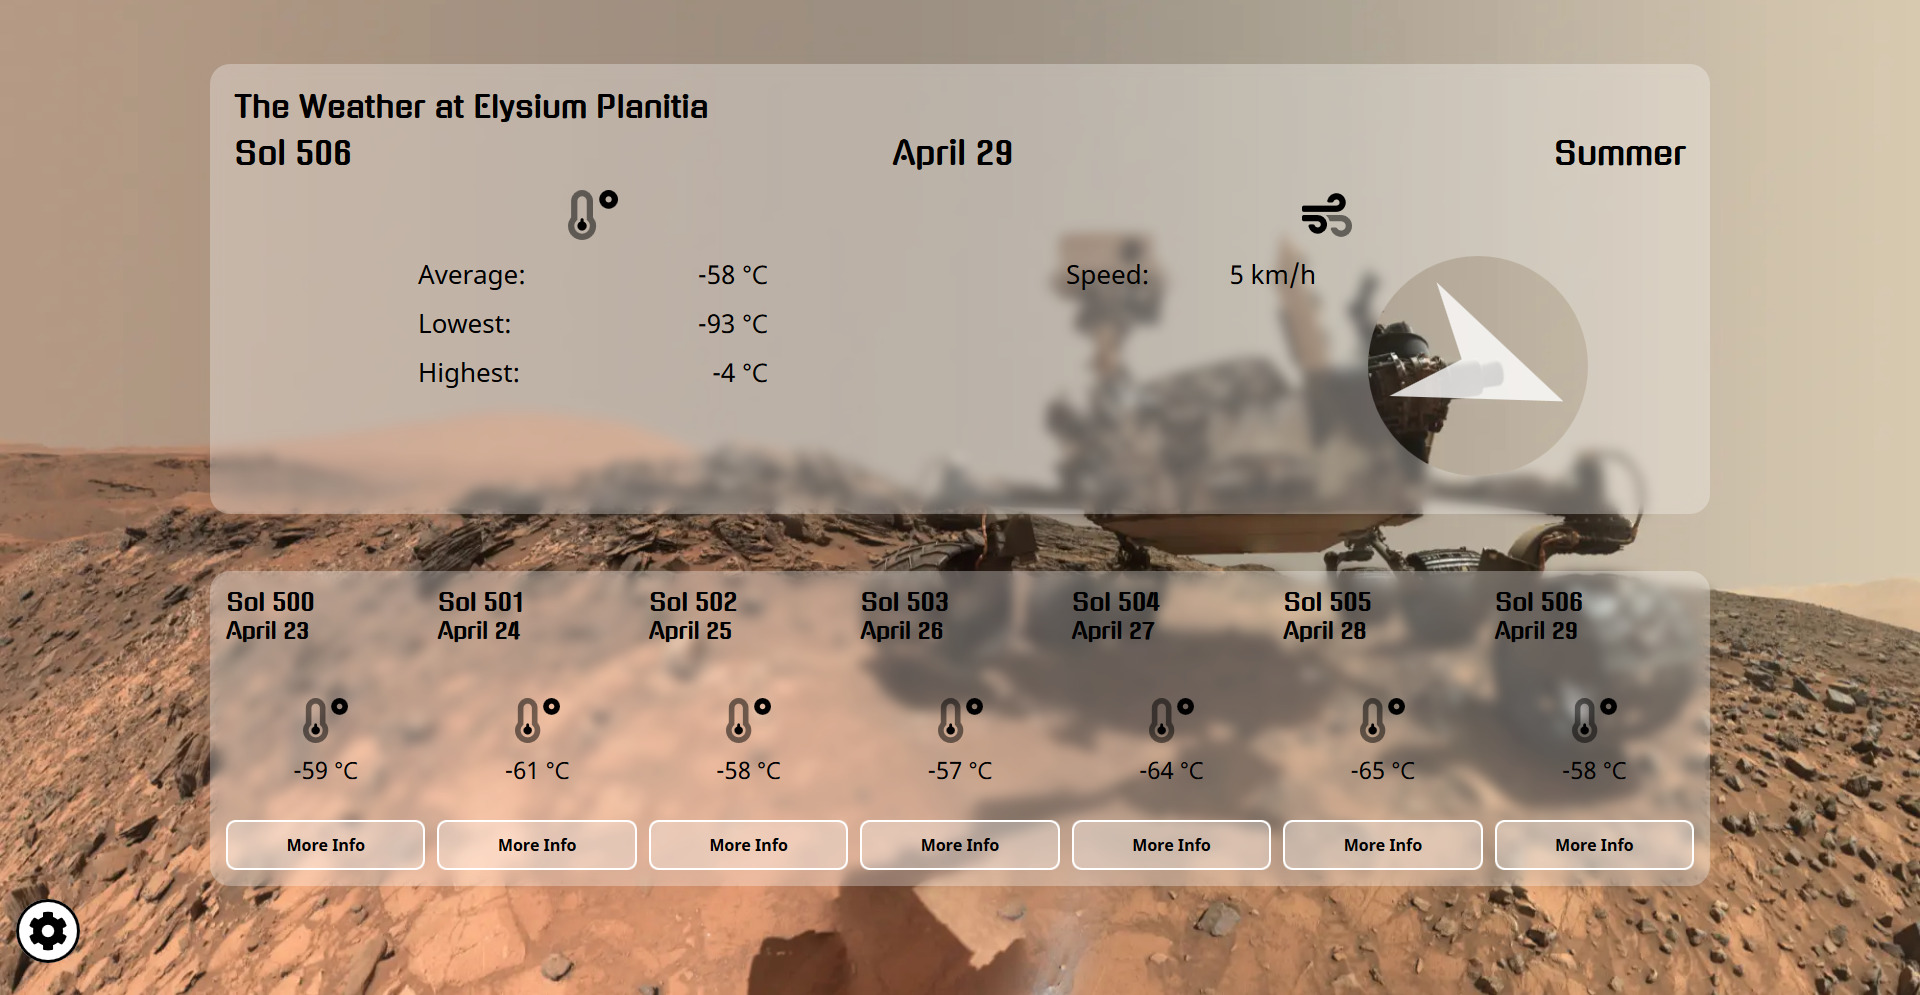 The Weather at Elysium Planitia
Sol 506 April 29 Summer
Average: -58 °C
Lowest: -93 °C
Highest: -4 °C
Speed: 5 km/h
Sol 500
April 23
-59 °C
More Info
Sol 501
April 24
-61 °C
More Info
Sol 502
April 25
-58 °C
More Info
Sol 503
April 26
-57 °C
More Info
Sol 504
April 27
-64 °C
More Info
Sol 505
April 28
-65 °C
More Info
Sol 506
April 29
-58 °C
More Info